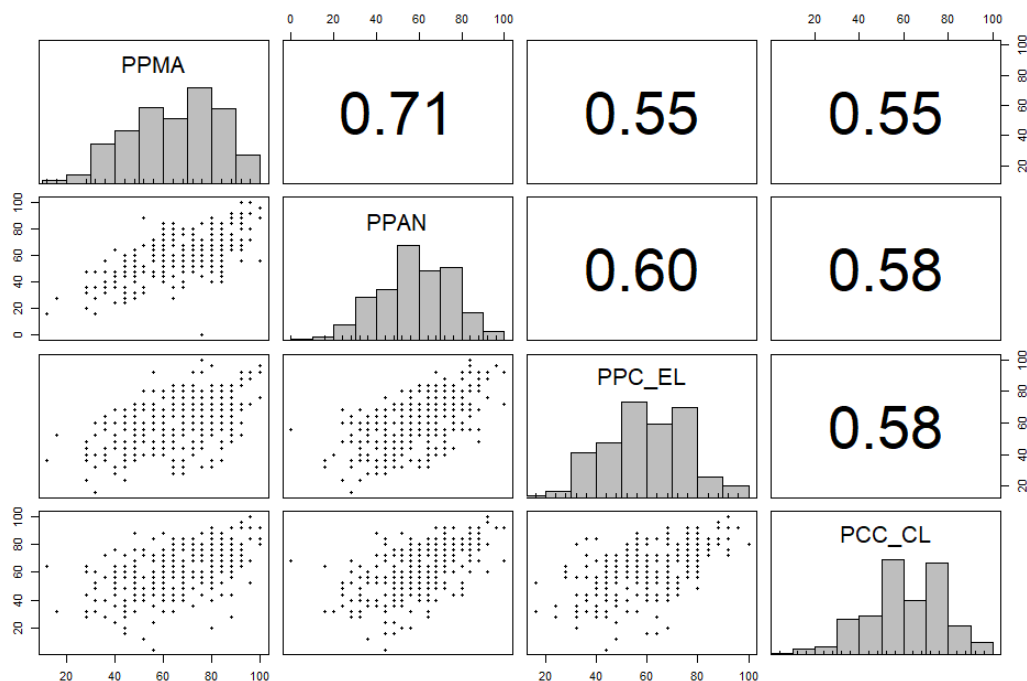 0 20 40 60 80 100 20 40 60 80 100
PPMA 0.71 0.55 0.55
20 40 60 80 100
0 20 40 60 80 100
PPAN 0.60 0.58
PPC_EL 0.58
20 40 60 80 100
20 40 60 80 100
PCC_CL
20 40 60 80 100 20 40 60 80 100